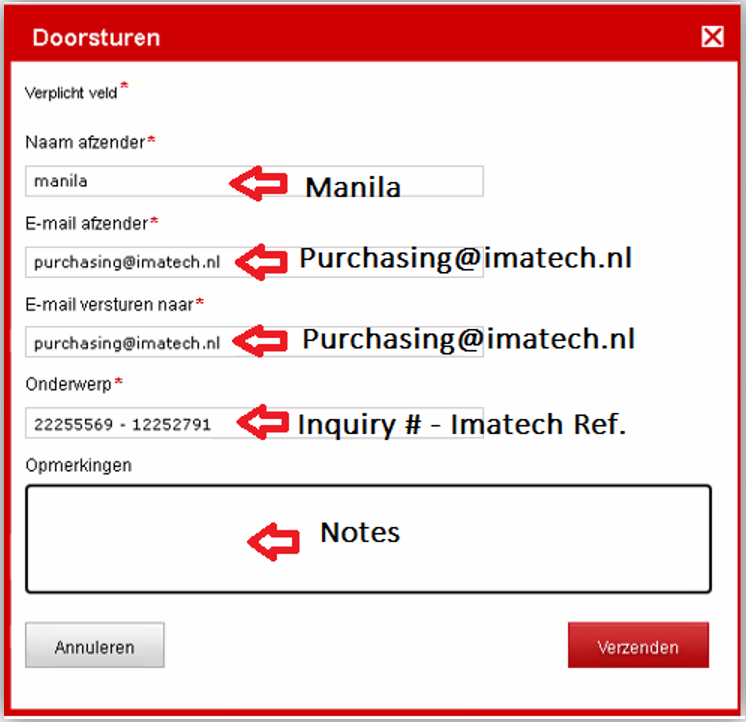 Doorsturen
Verplicht veld*
Naam afzender*
manila Manila
E-mail afzender*
purchasing@imatech.nl Purchasing@imatech.nl
E-mail versturen naar*
purchasing@imatech.nl Purchasing@imatech.nl
Onderwerp*
22255569 - 12252791 Inquiry # - Imatech Ref.
Opmerkingen
Notes
Annuleren Verzenden